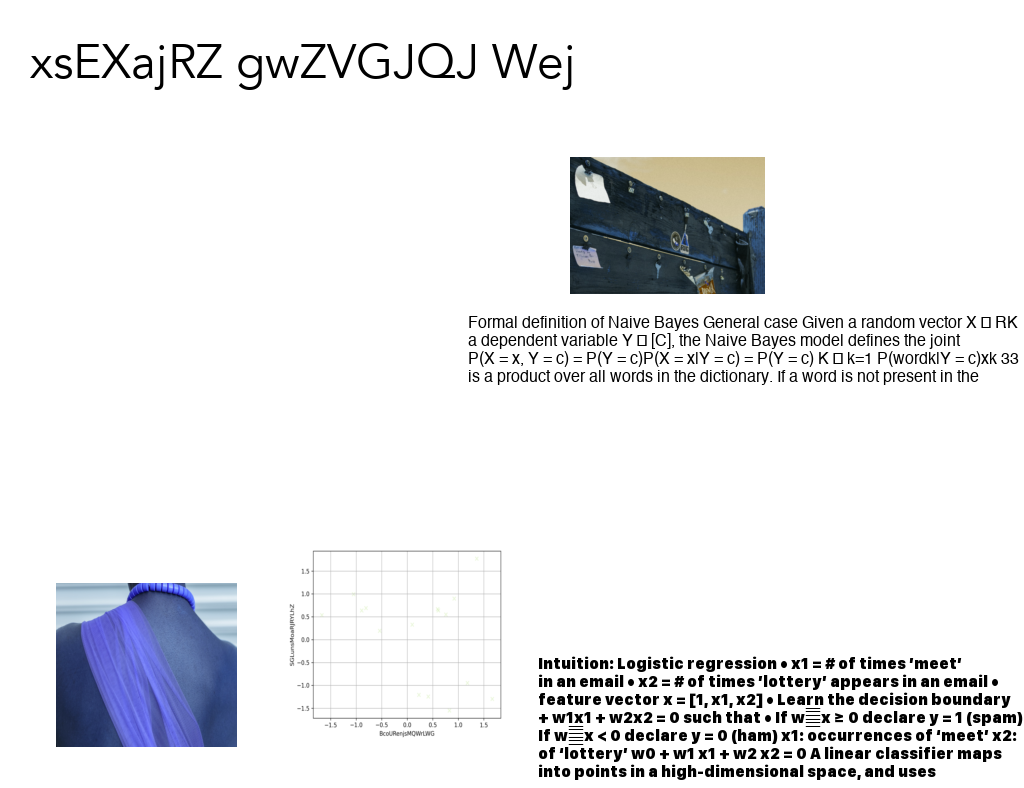 xsEXajRZ gwZVGJQJ Wej
Formal definition of Naive Bayes General case Given a random vector X □ RK
a dependent variable Y □ [C], the Naive Bayes model defines the joint
P(X = x, Y = c) = P(Y = c)P(X = x|Y = c) = P(Y = c) K □ k=1 P(wordk|Y = c)xk 33
is a product over all words in the dictionary. If a word is not present in the
1.5
1.0
0.5
0.0
−0.5
−1.0
−1.5
−1.5 −1.0 −0.5 0.0 0.5 1.0 1.5
BcoURenjsMQWrLWG
Intuition: Logistic regression • x1 = # of times ’meet’
in an email • x2 = # of times ’lottery’ appears in an email •
feature vector x = [1, x1, x2] • Learn the decision boundary
+ w1x1 + w2x2 = 0 such that • If w䷀x ≥ 0 declare y = 1 (spam)
If w䷀x < 0 declare y = 0 (ham) x1: occurrences of ‘meet’ x2:
of ‘lottery’ w0 + w1 x1 + w2 x2 = 0 A linear classifier maps
into points in a high-dimensional space, and uses